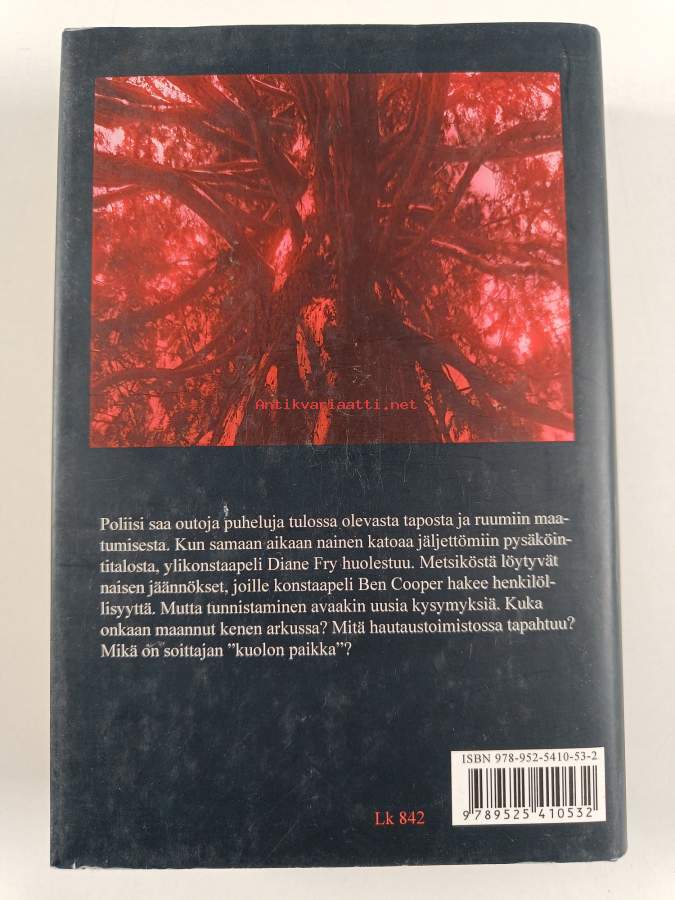 Antikvariaatti.net
Poliisi saa outoja puheluja tulossa olevasta taposta ja ruumiin maa-
tumisesta. Kun samaan aikaan nainen katoaa jäljettömiin pysäköin-
titalosta, ylikonstaapeli Diane Fry huolestuu. Metsiköstä löytyvät
naisen jäännökset, joille konstaapeli Ben Cooper hakee henkilöl-
lisyyttä. Mutta tunnistaminen avaakin uusia kysymyksiä. Kuka
onkaan maannut kenen arkussa? Mitä hautaustoimistossa tapahtuu?
Mikä on soittajan ”kuolon paikka”?
ISBN 978-952-5410-53-2
9 789525 410532
Lk 842